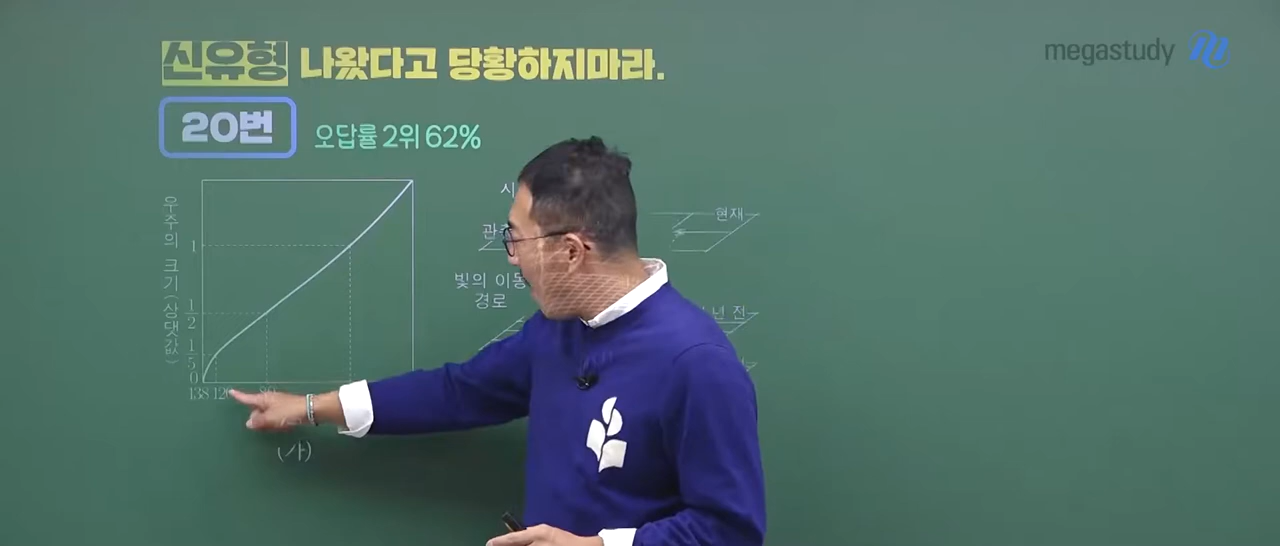 신유형 나왔다고 당황하지마라.
megastudy
20번
오답률 2위 62%
우주의 크기(상댓값)
1
1/2
1/5
0
138
80
(가)
현재
빛의 이동
경로
년 전